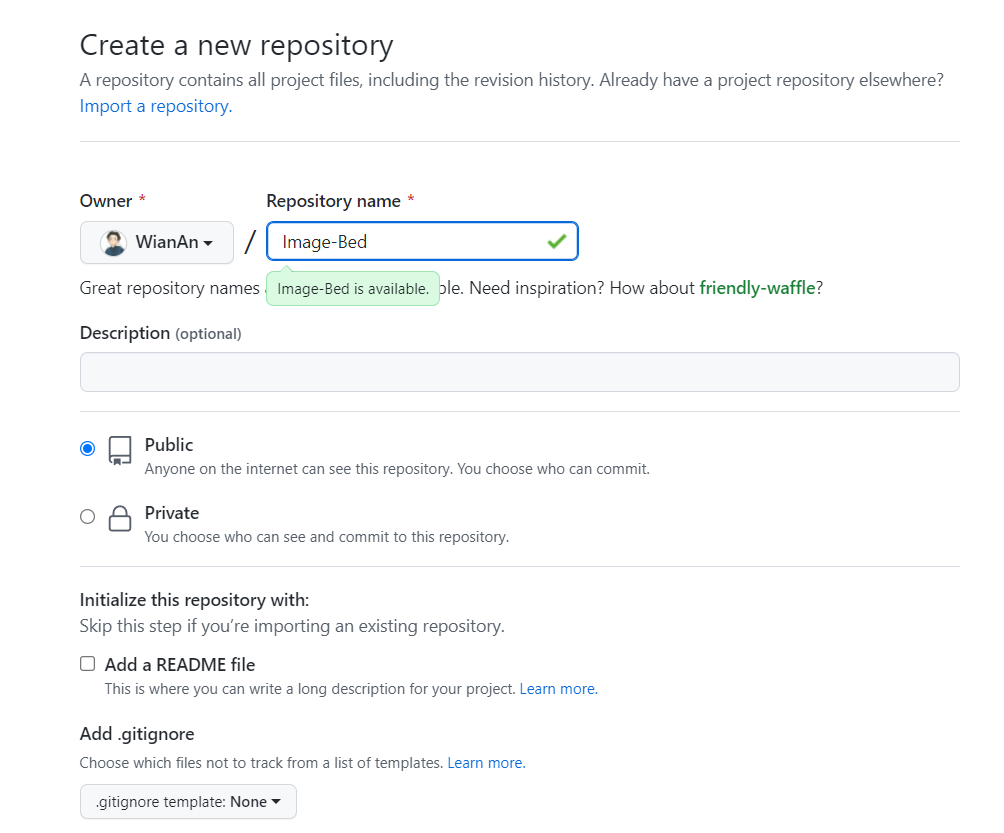 Create a new repository
A repository contains all project files, including the revision history. Already have a project repository elsewhere?
Import a repository.
Owner *
Repository name *
WianAn
/
Image-Bed
Great repository names
Image-Bed is available.
Need inspiration? How about friendly-waffle?
Description (optional)
Public
Anyone on the internet can see this repository. You choose who can commit.
Private
You choose who can see and commit to this repository.
Initialize this repository with:
Skip this step if you’re importing an existing repository.
Add a README file
This is where you can write a long description for your project. Learn more.
Add .gitignore
Choose which files not to track from a list of templates. Learn more.
.gitignore template: None